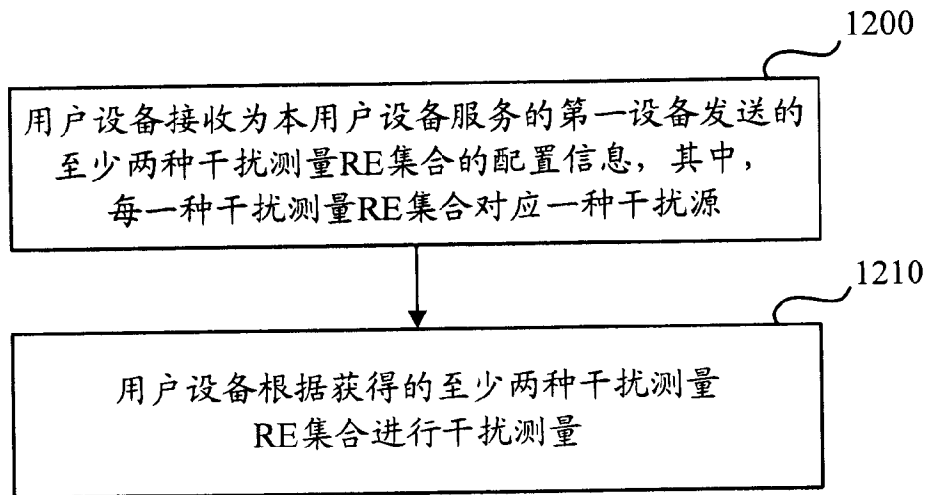 1200
用户设备接收为本用户设备服务的第一设备发送的
至少两种干扰测量RE集合的配置信息，其中，
每一种干扰测量RE集合对应一种干扰源
1210
用户设备根据获得的至少两种干扰测量
RE集合进行干扰测量